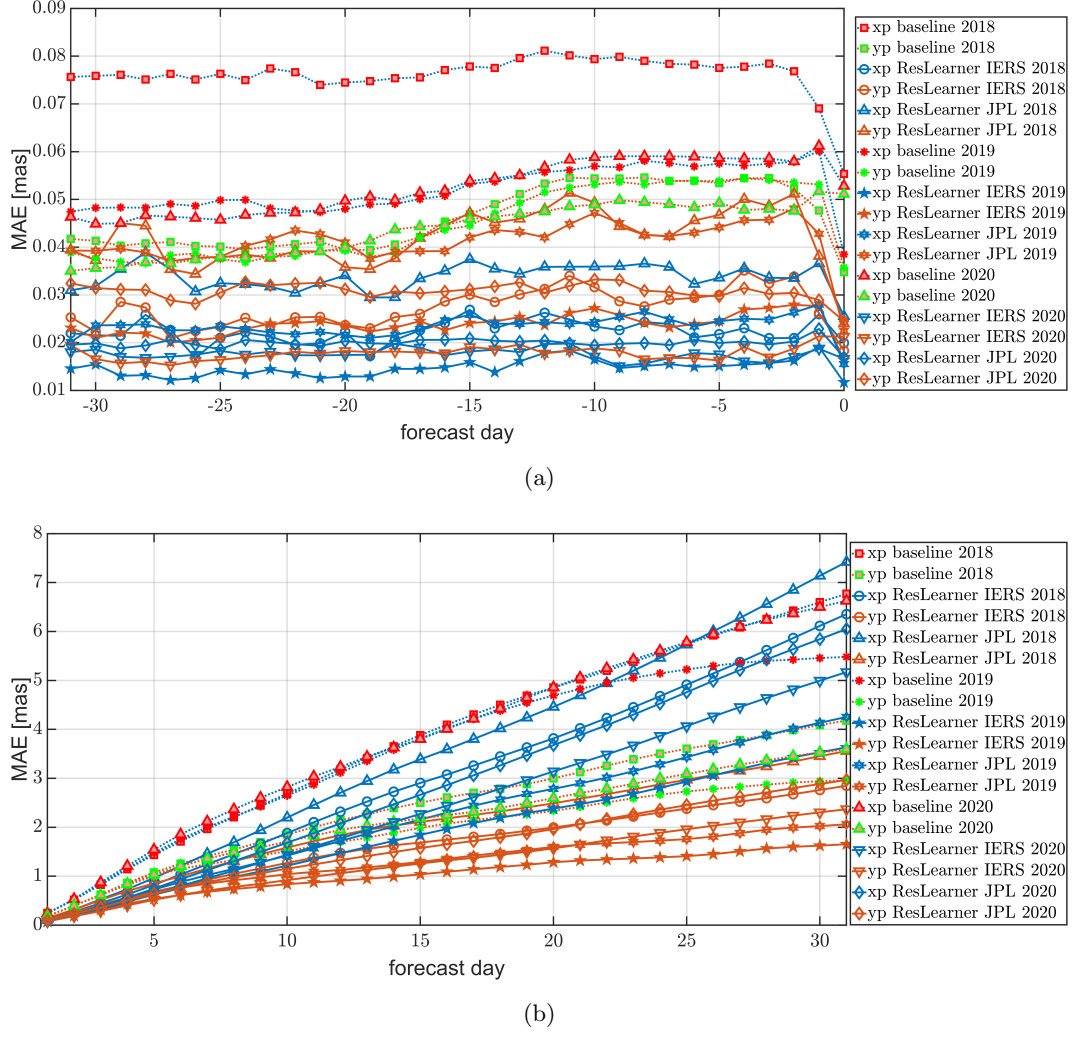 0.09
0.08
0.07
0.06
0.05
0.04
0.03
0.02
0.01
MAE [mas]
-30 -25 -20 -15 -10 -5 0
forecast day
xp baseline 2018
yp baseline 2018
xp ResLearner IERS 2018
yp ResLearner IERS 2018
xp ResLearner JPL 2018
yp ResLearner JPL 2018
xp baseline 2019
yp baseline 2019
xp ResLearner IERS 2019
yp ResLearner IERS 2019
xp ResLearner JPL 2019
yp ResLearner JPL 2019
xp baseline 2020
yp baseline 2020
xp ResLearner IERS 2020
yp ResLearner IERS 2020
xp ResLearner JPL 2020
yp ResLearner JPL 2020
(a)
8
7
6
5
4
3
2
1
0
MAE [mas]
5 10 15 20 25 30
forecast day
xp baseline 2018
yp baseline 2018
xp ResLearner IERS 2018
yp ResLearner IERS 2018
xp ResLearner JPL 2018
yp ResLearner JPL 2018
xp baseline 2019
yp baseline 2019
xp ResLearner IERS 2019
yp ResLearner IERS 2019
xp ResLearner JPL 2019
yp ResLearner JPL 2019
xp baseline 2020
yp baseline 2020
xp ResLearner IERS 2020
yp ResLearner IERS 2020
xp ResLearner JPL 2020
yp ResLearner JPL 2020
(b)